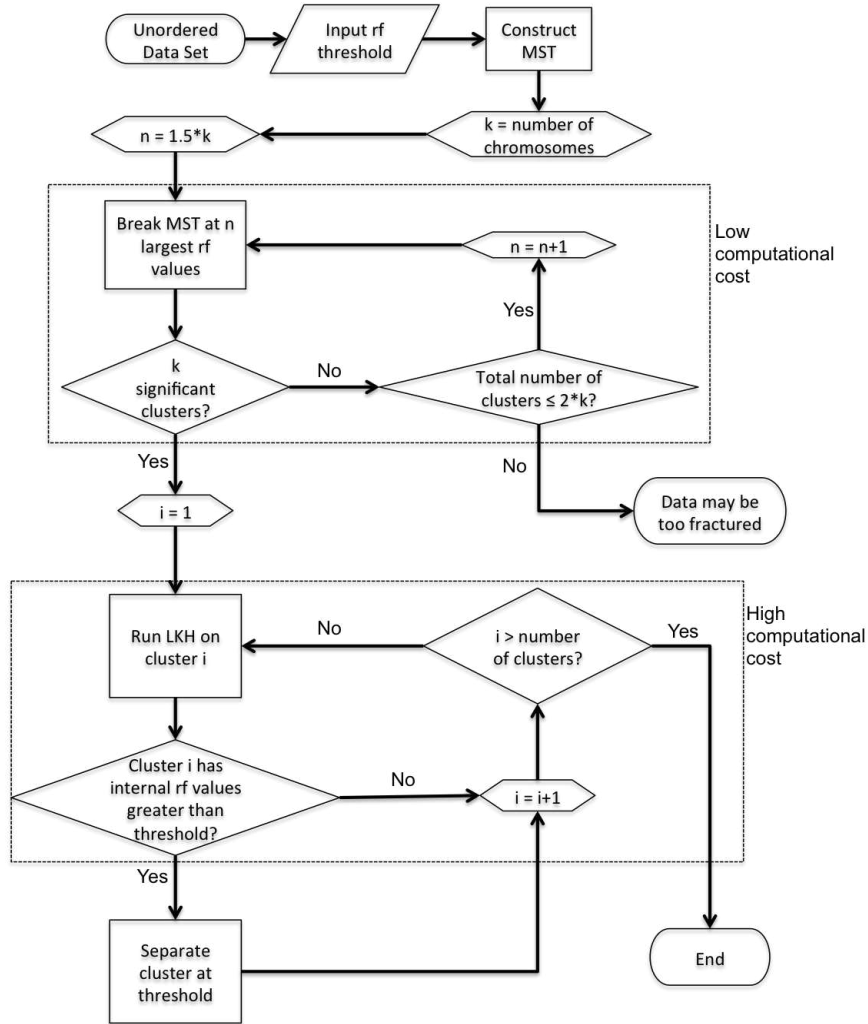 Unordered
Data Set
Input rf
threshold
Construct
MST
n = 1.5*k
k = number of
chromosomes
Break MST at n
largest rf
values
n = n+1
Low
computational
cost
Yes
k
significant
clusters?
No
Total number of
clusters ≤ 2*k?
Yes
No
i = 1
Data may be
too fractured
Run LKH on
cluster i
No
i > number
of clusters?
Yes
High
computational
cost
Cluster i has
internal rf values
greater than
threshold?
No
i = i+1
Yes
Separate
cluster at
threshold
End